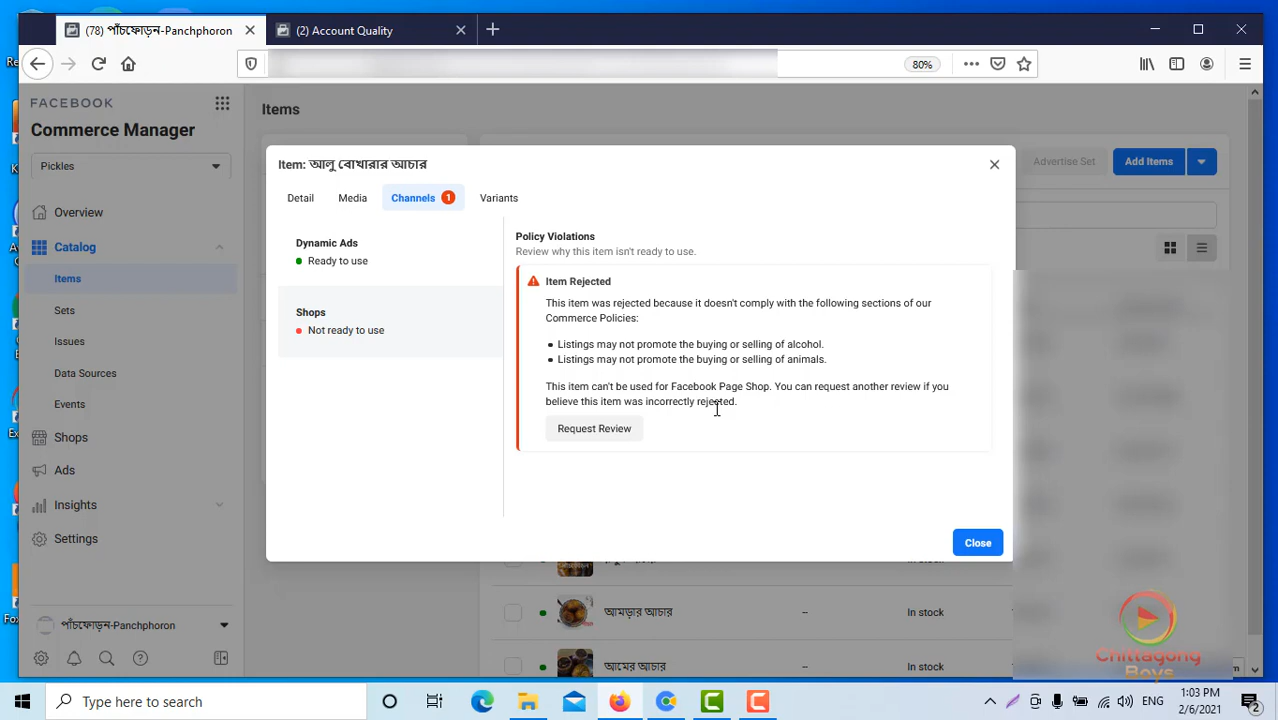 (78) পাঁচফোড়ন-Panchphoron
(2) Account Quality
80%
FACEBOOK
Commerce Manager
Pickles
Overview
Catalog
Items
Sets
Issues
Data Sources
Events
Shops
Ads
Insights
Settings
পাঁচফোড়ন-Panchphoron
Items
Advertise Set
Add Items
Item: আলু বোখারার আচার
Detail
Media
Channels 1
Variants
Dynamic Ads
Ready to use
Shops
Not ready to use
Policy Violations
Review why this item isn't ready to use.
Item Rejected
This item was rejected because it doesn't comply with the following sections of our
Commerce Policies:
Listings may not promote the buying or selling of alcohol.
Listings may not promote the buying or selling of animals.
This item can't be used for Facebook Page Shop. You can request another review if you
believe this item was incorrectly rejected.
Request Review
Close
In stock
আমড়ার আচার
--
In stock
আমের আচার
--
In stock
Chittagong
Boys
Type here to search
ENG
1:03 PM
2/6/2021
2